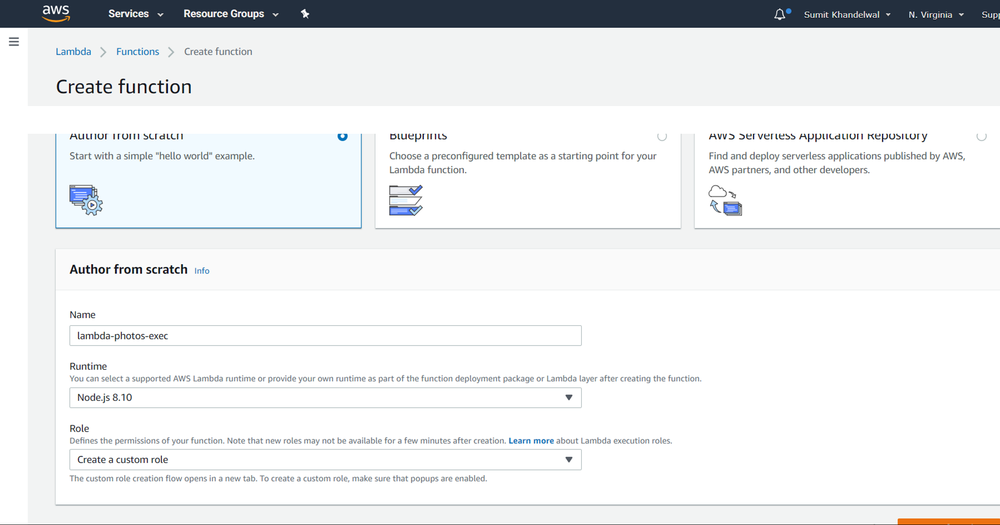 aws Services Resource Groups Sumit Khandelwal N. Virginia Supp
Lambda Functions Create function
Create function
Author from scratch
Start with a simple "hello world" example.
Blueprints
Choose a preconfigured template as a starting point for your
Lambda function.
AWS Serverless Application Repository
Find and deploy serverless applications published by AWS,
AWS partners, and other developers.
Author from scratch Info
Name
lambda-photos-exec
Runtime
You can select a supported AWS Lambda runtime or provide your own runtime as part of the function deployment package or Lambda layer after creating the function.
Node.js 8.10
Role
Defines the permissions of your function. Note that new roles may not be available for a few minutes after creation. Learn more about Lambda execution roles.
Create a custom role
The custom role creation flow opens in a new tab. To create a custom role, make sure that popups are enabled.